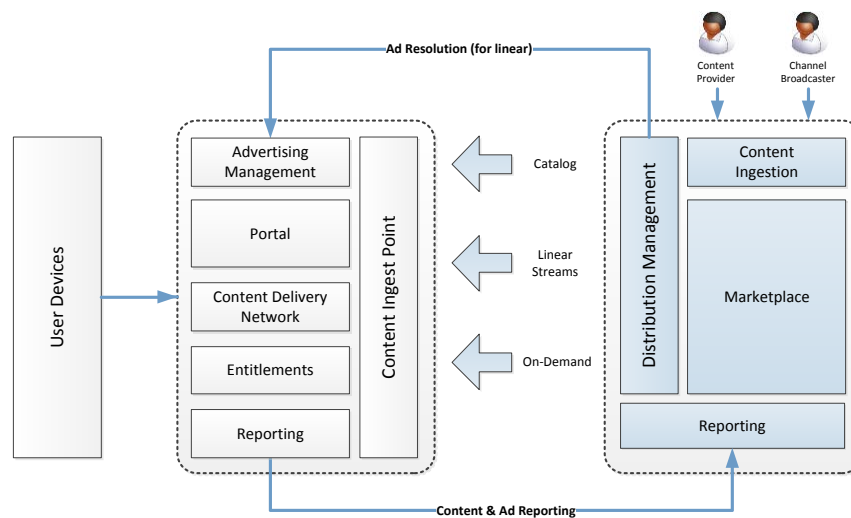 Ad Resolution (for linear)
Content
Provider
Channel
Broadcaster
User Devices
Advertising
Management
Portal
Content Delivery
Network
Entitlements
Reporting
Content Ingest Point
Catalog
Linear
Streams
On-Demand
Distribution Management
Content
Ingestion
Marketplace
Reporting
Content & Ad Reporting